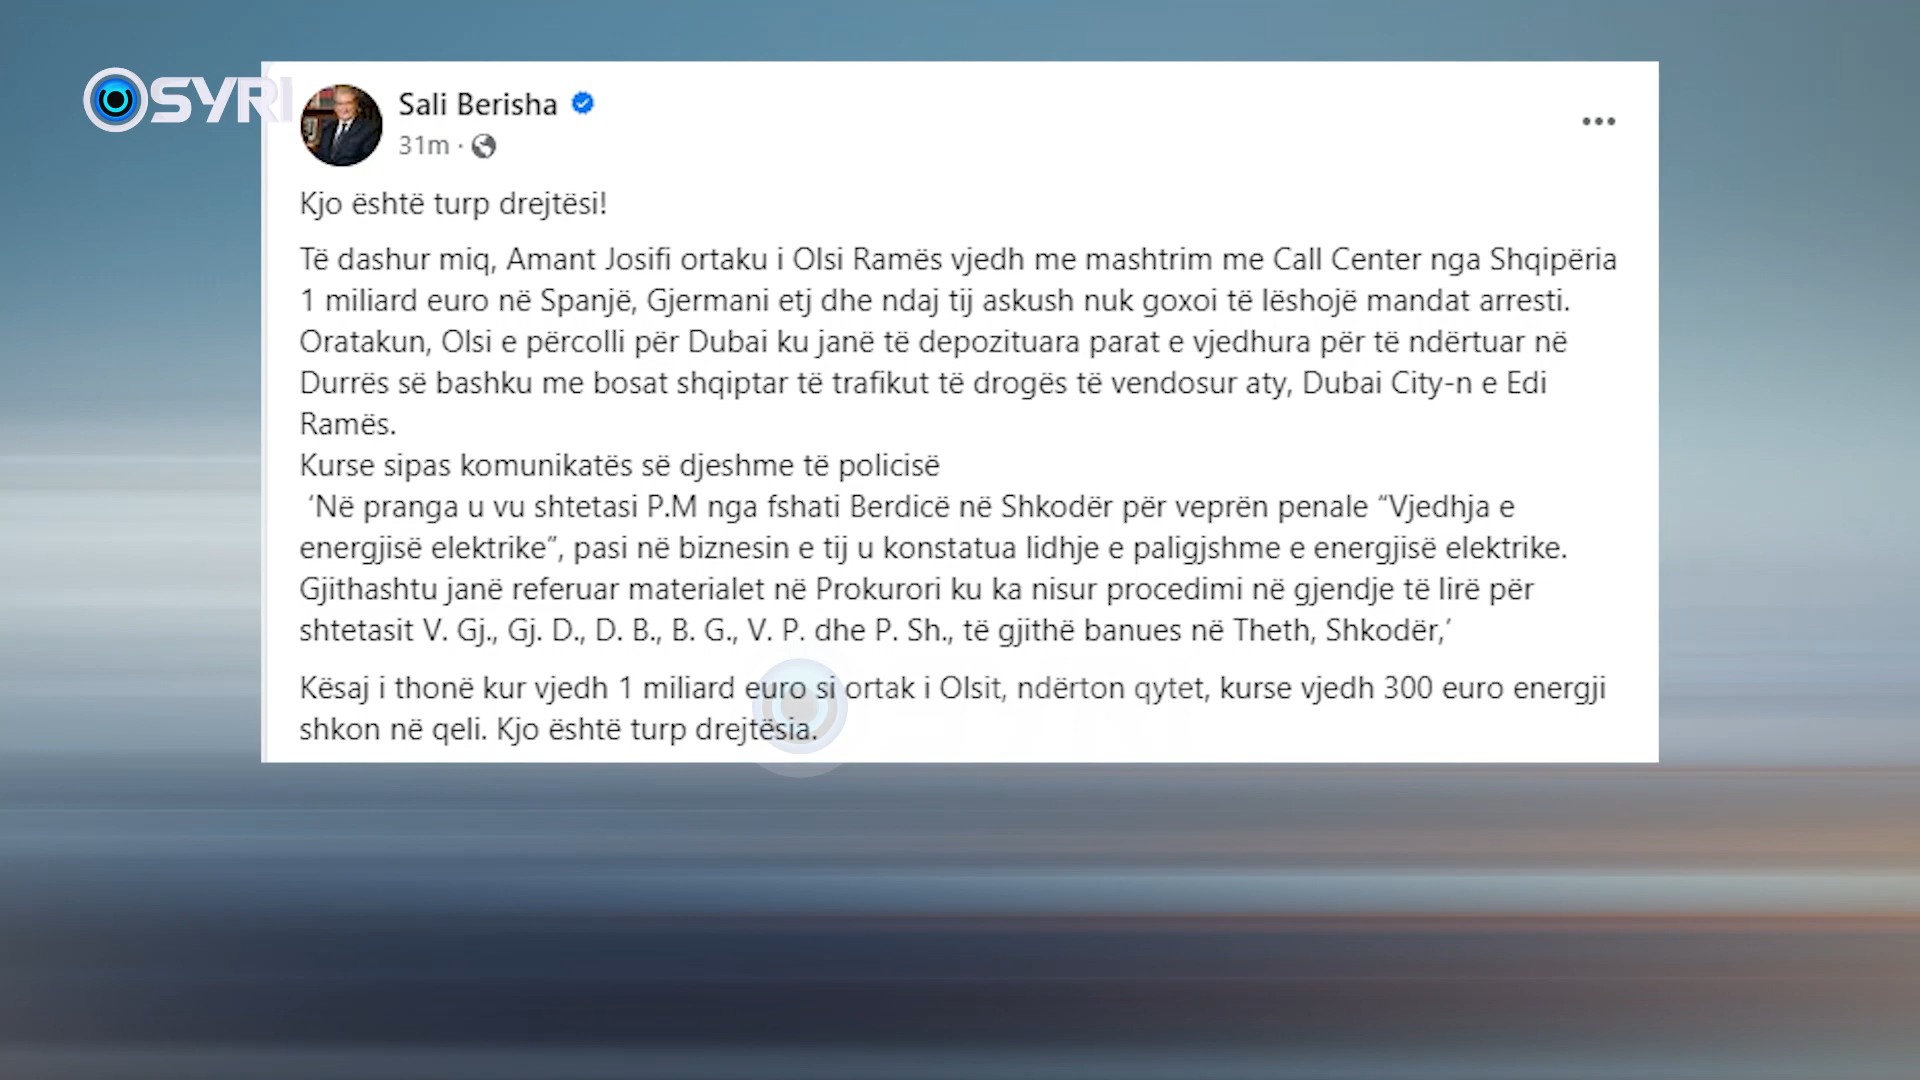 SYRI
Sali Berisha
31m ·
Kjo është turp drejtësi!
Të dashur miq, Amant Josifi ortaku i Olsi Ramës vjedh me mashtrim me Call Center nga Shqipëria
1 miliard euro në Spanjë, Gjermani etj dhe ndaj tij askush nuk goxoi të lëshojë mandat arresti.
Oratakun, Olsi e përcolli për Dubai ku janë të depozituara parat e vjedhura për të ndërtuar në
Durrës së bashku me bosat shqiptar të trafikut të drogës të vendosur aty, Dubai City-n e Edi
Ramës.
Kurse sipas komunikatës së djeshme të policisë
‘Në pranga u vu shtetasi P.M nga fshati Berdicë në Shkodër për veprën penale “Vjedhja e
energjisë elektrike”, pasi në biznesin e tij u konstatua lidhje e paligjshme e energjisë elektrike.
Gjithashtu janë referuar materialet në Prokurori ku ka nisur procedimi në gjendje të lirë për
shtetasit V. Gj., Gj. D., D. B., B. G., V. P. dhe P. Sh., të gjithë banues në Theth, Shkodër,’
Kësaj i thonë kur vjedh 1 miliard euro si ortak i Olsit, ndërton qytet, kurse vjedh 300 euro energji
shkon në qeli. Kjo është turp drejtësia.